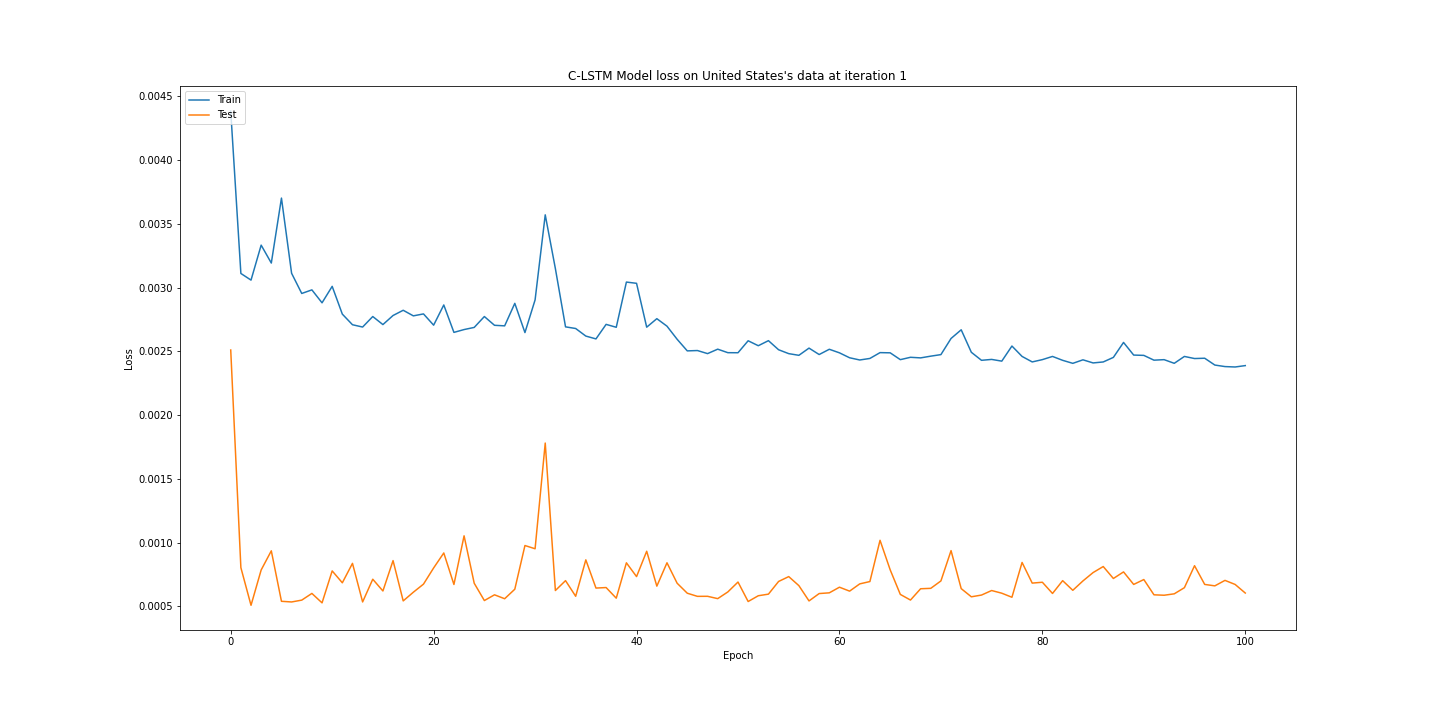 C-LSTM Model loss on United States's data at iteration 1
Train
Test
0.0045
0.0040
0.0035
0.0030
0.0025
0.0020
0.0015
0.0010
0.0005
Loss
0 20 40 60 80 100
Epoch